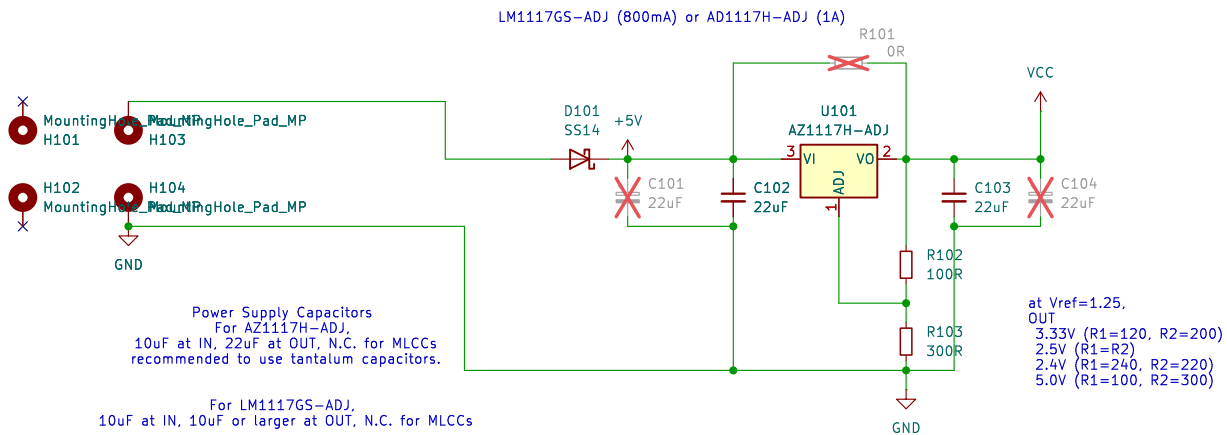 LM1117GS-ADJ (800mA) or AD1117H-ADJ (1A)
R101
0R
VCC
MountingHole_Pad_MP
H101
MountingHole_Pad_MP
H103
D101
SS14
+5V
U101
AZ1117H-ADJ
3
VI
VO
2
ADJ
1
H102
MountingHole_Pad_MP
H104
MountingHole_Pad_MP
C101
22uF
C102
22uF
C103
22uF
C104
22uF
GND
R102
100R
R103
300R
GND
Power Supply Capacitors
For AZ1117H-ADJ,
10uF at IN, 22uF at OUT, N.C. for MLCCs
recommended to use tantalum capacitors.
For LM1117GS-ADJ,
10uF at IN, 10uF or larger at OUT, N.C. for MLCCs
at Vref=1.25,
OUT
3.33V (R1=120, R2=200)
2.5V (R1=R2)
2.4V (R1=240, R2=220)
5.0V (R1=100, R2=300)